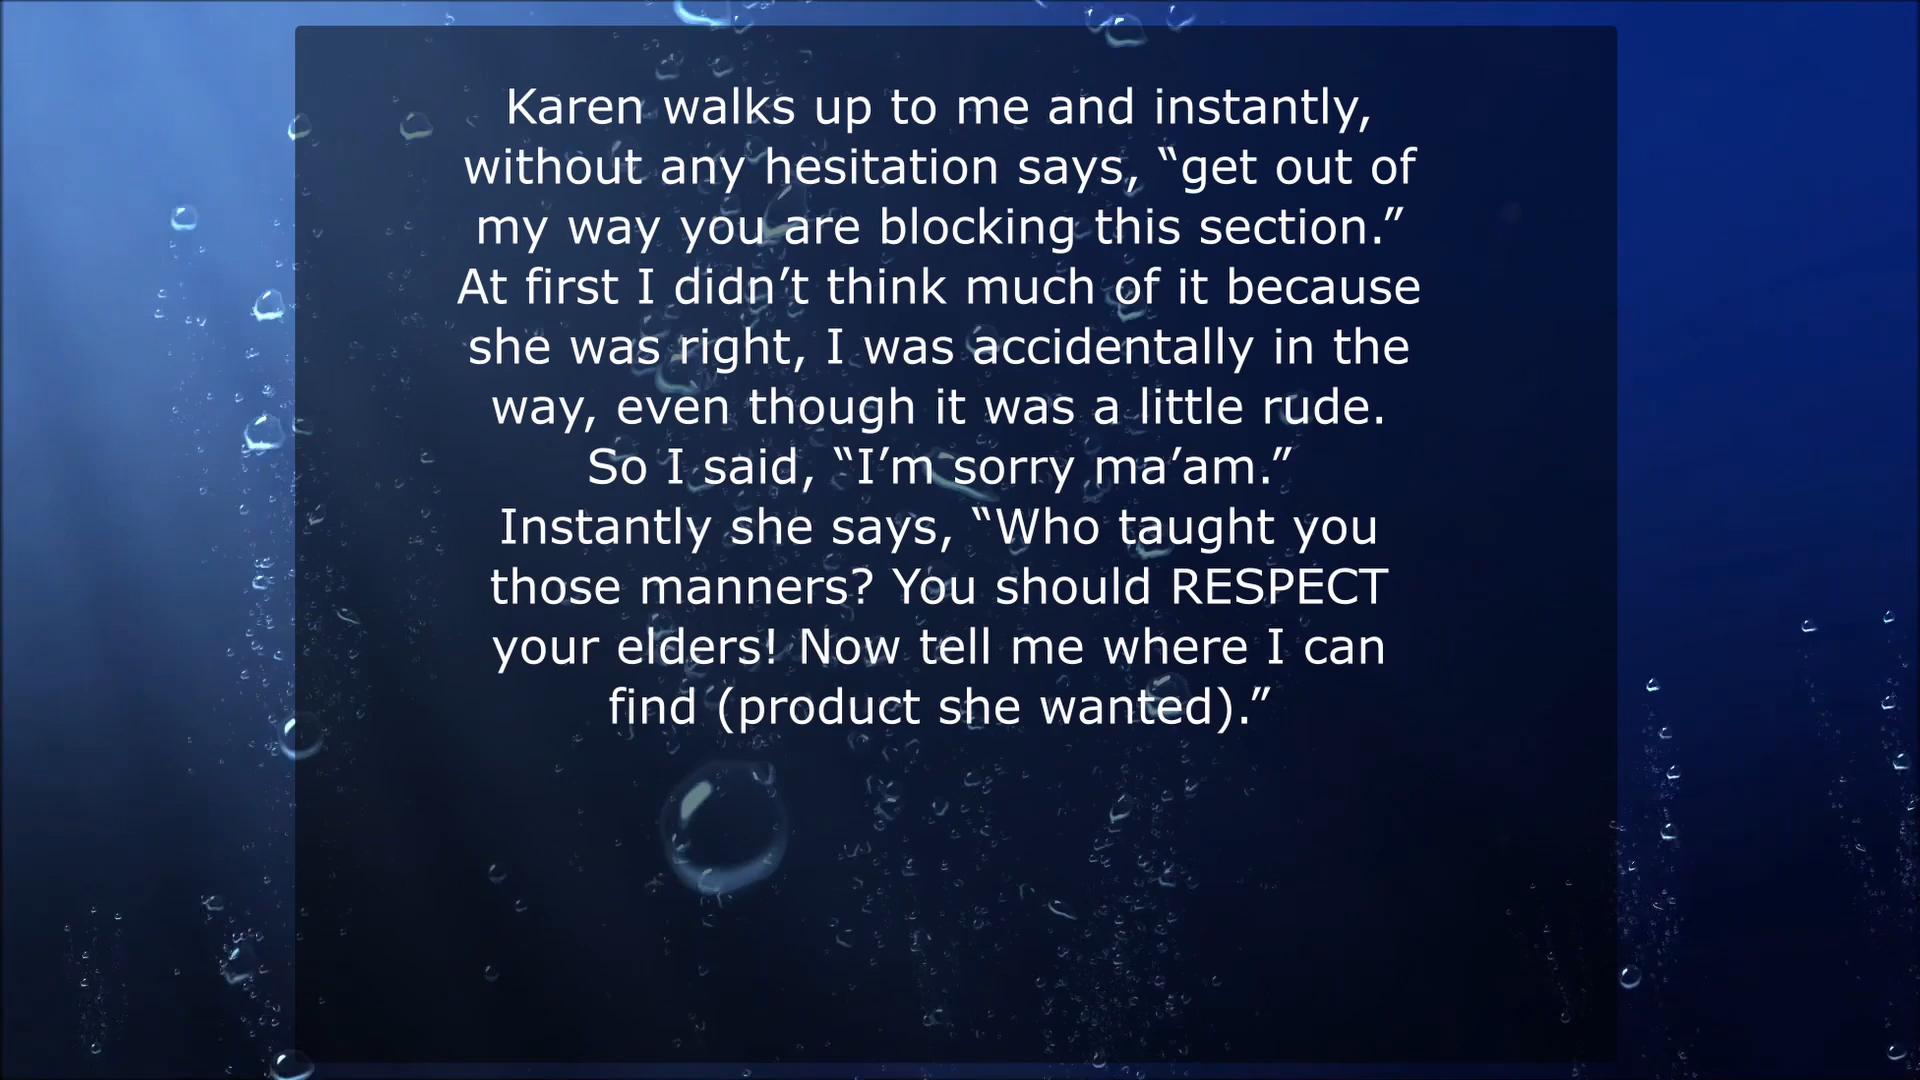 Karen walks up to me and instantly,
without any hesitation says, “get out of
my way you are blocking this section.”
At first I didn’t think much of it because
she was right, I was accidentally in the
way, even though it was a little rude.
So I said, “I’m sorry ma’am.”
Instantly she says, “Who taught you
those manners? You should RESPECT
your elders! Now tell me where I can
find (product she wanted).”